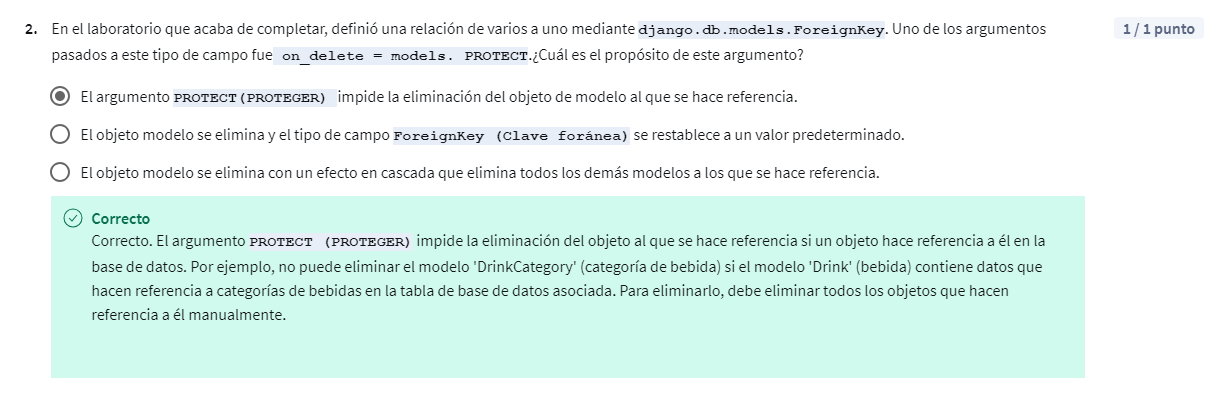 2. En el laboratorio que acaba de completar, definió una relación de varios a uno mediante django.db.models.ForeignKey. Uno de los argumentos 1 / 1 punto
pasados a este tipo de campo fue on_delete = models. PROTECT.¿Cuál es el propósito de este argumento?
El argumento PROTECT(PROTEGER) impide la eliminación del objeto de modelo al que se hace referencia.
El objeto modelo se elimina y el tipo de campo ForeignKey (Clave foránea) se restablece a un valor predeterminado.
El objeto modelo se elimina con un efecto en cascada que elimina todos los demás modelos a los que se hace referencia.
Correcto
Correcto. El argumento PROTECT (PROTEGER) impide la eliminación del objeto al que se hace referencia si un objeto hace referencia a él en la
base de datos. Por ejemplo, no puede eliminar el modelo 'DrinkCategory' (categoría de bebida) si el modelo 'Drink' (bebida) contiene datos que
hacen referencia a categorías de bebidas en la tabla de base de datos asociada. Para eliminarlo, debe eliminar todos los objetos que hacen
referencia a él manualmente.